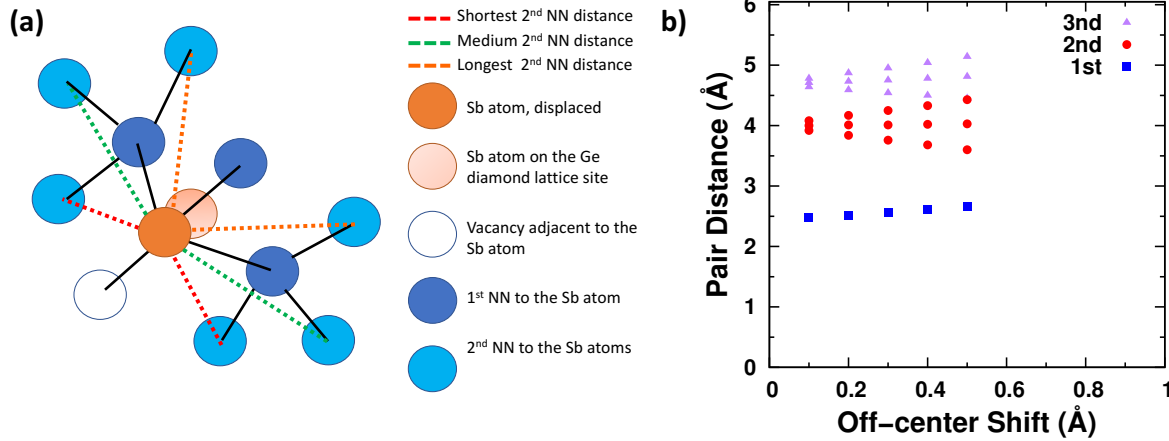 (a)
Shortest 2nd NN distance
Medium 2nd NN distance
Longest 2nd NN distance
Sb atom, displaced
Sb atom on the Ge
diamond lattice site
Vacancy adjacent to the
Sb atom
1st NN to the Sb atom
2nd NN to the Sb atoms
(b)
Pair Distance (Å)
6
5
4
3
2
1
0
3nd
2nd
1st
0 0.2 0.4 0.6 0.8 1
Off−center Shift (Å)